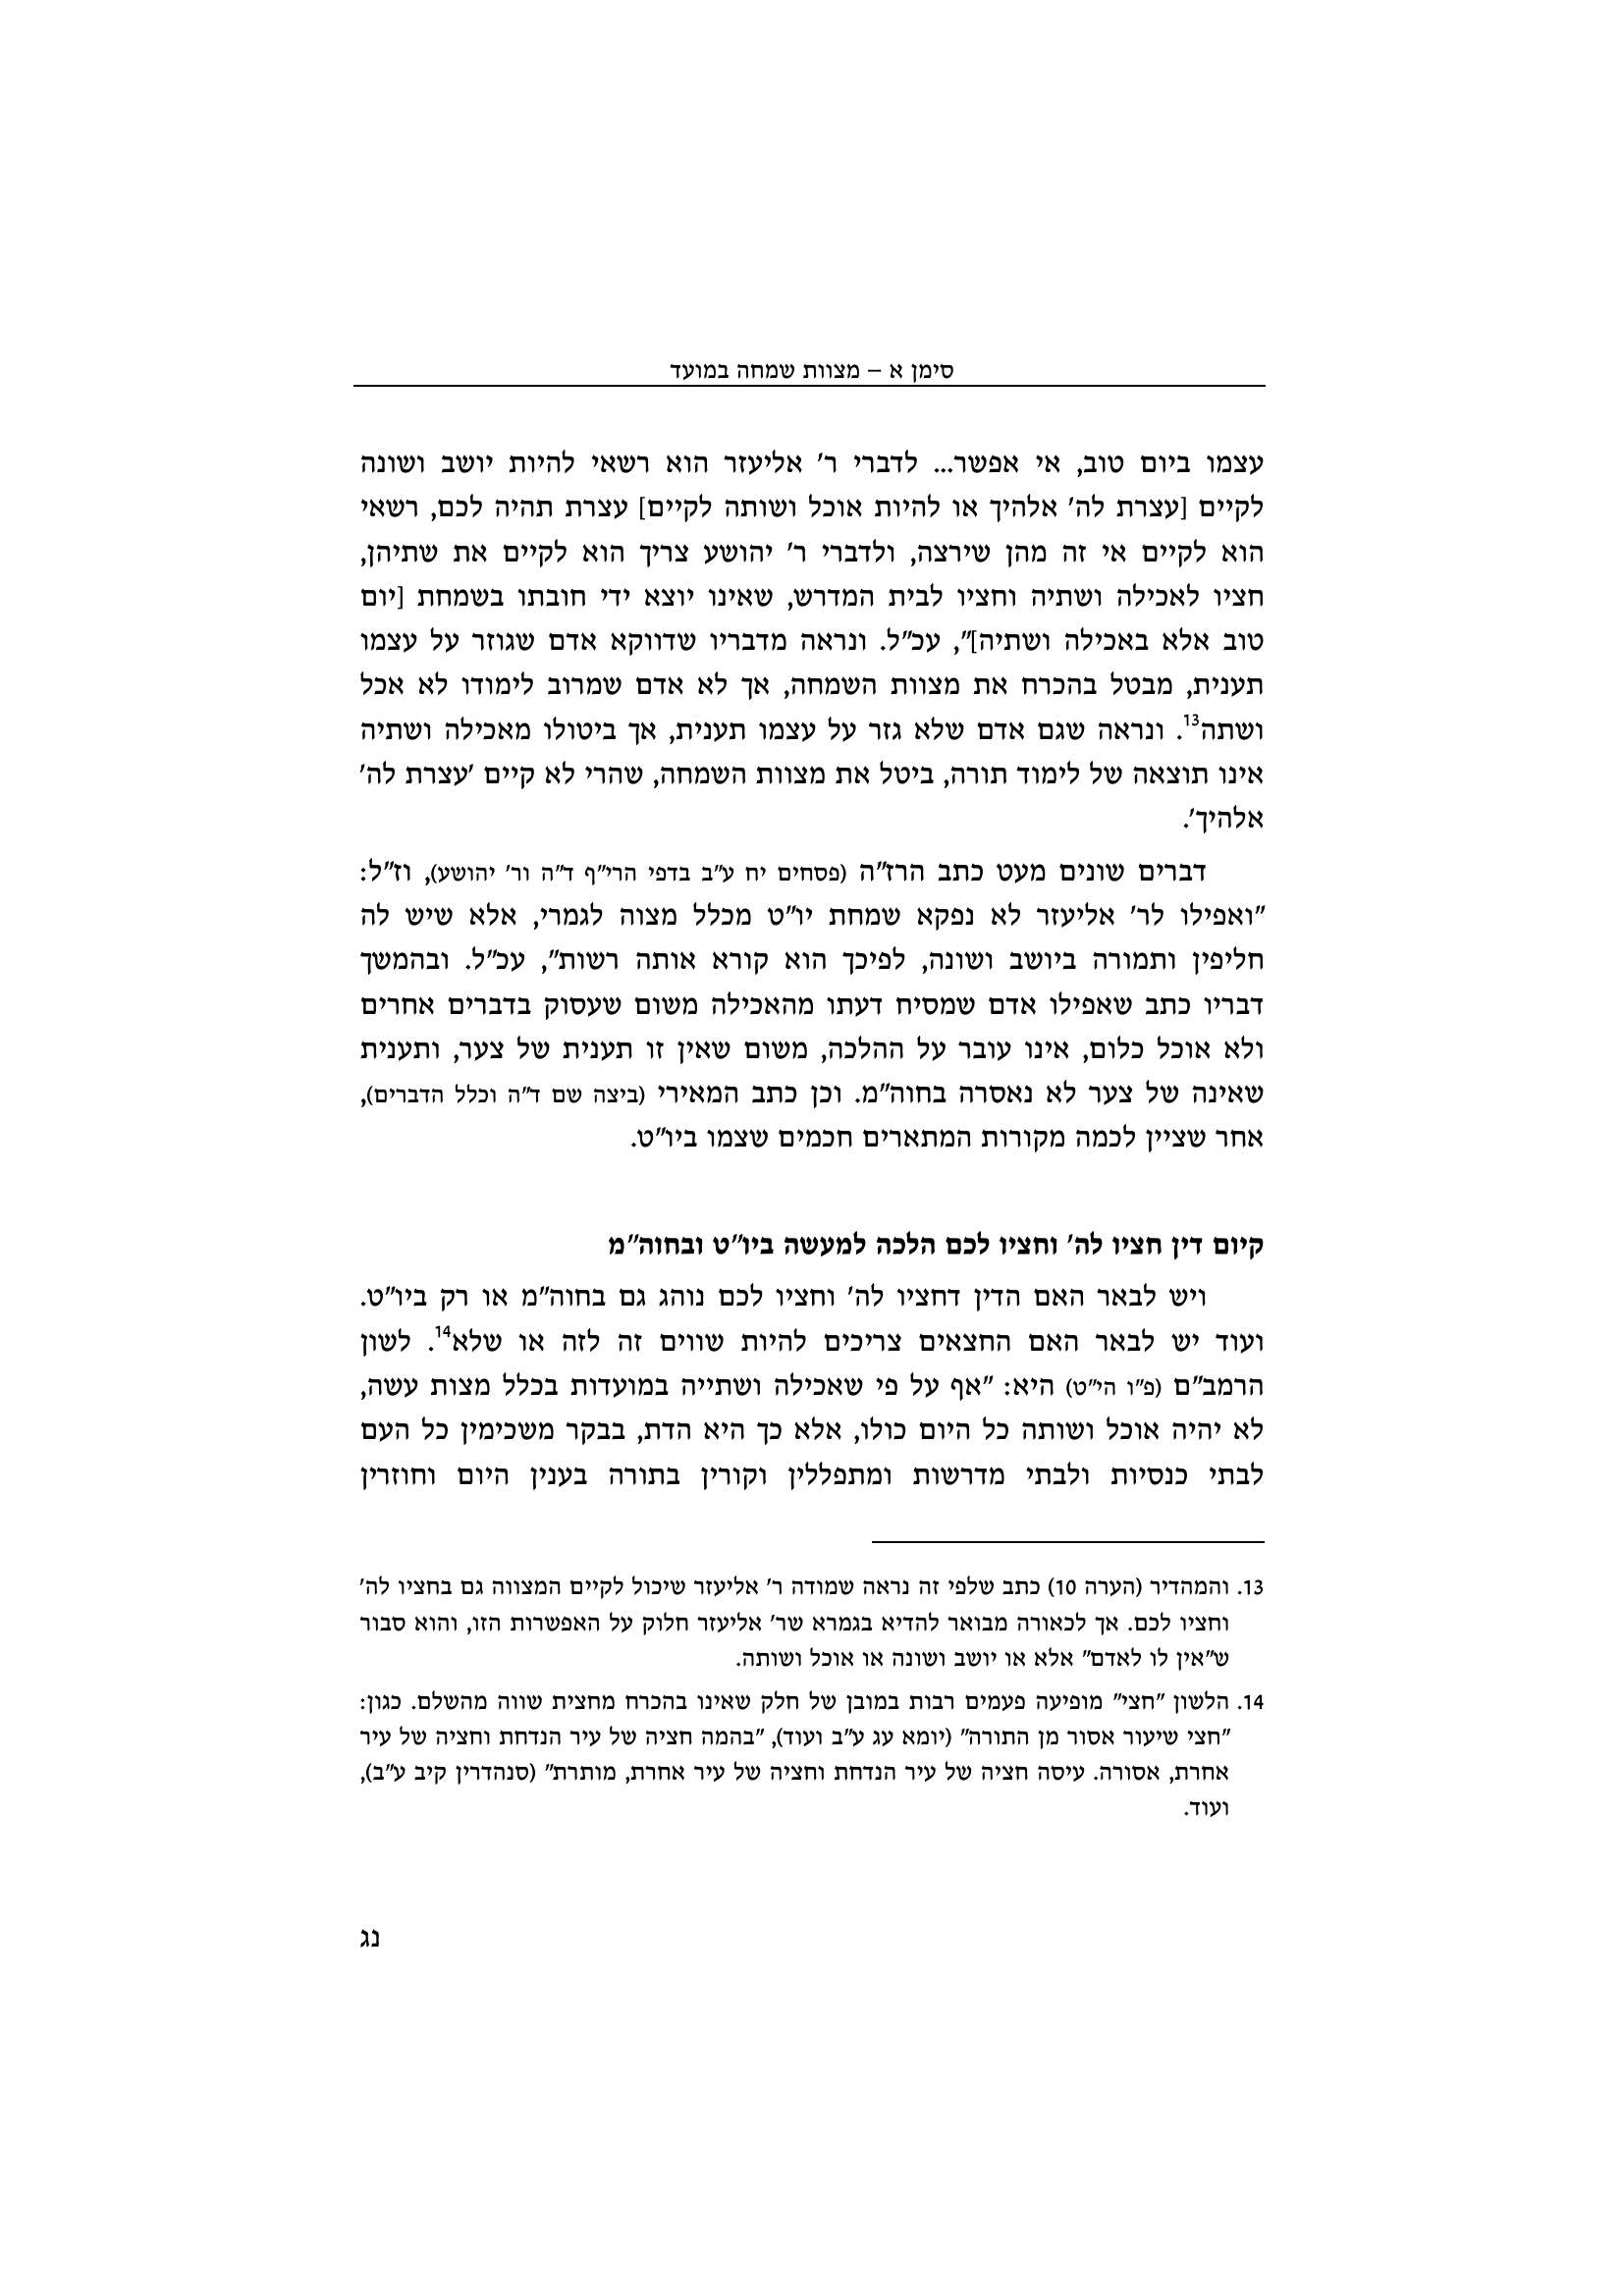 סימן א – מצוות שמחה במועד
עצמו ביום טוב, אי אפשר... לדברי ר' אליעזר הוא רשאי להיות יושב ושונה
לקיים [עצרת לה' אלהיך או להיות אוכל ושותה לקיים] עצרת תהיה לכם, רשאי
הוא לקיים אי זה מהן שירצה, ולדברי ר' יהושע צריך הוא לקיים את שתיהן,
חציו לאכילה ושתיה וחציו לבית המדרש, שאינו יוצא ידי חובתו בשמחת [יום
טוב אלא באכילה ושתיה]", עכ"ל. ונראה מדבריו שדווקא אדם שגוזר על עצמו
תענית, מבטל בהכרח את מצוות השמחה, אך לא אדם שמרוב לימודו לא אכל
ושתה13. ונראה שגם אדם שלא גזר על עצמו תענית, אך ביטולו מאכילה ושתיה
אינו תוצאה של לימוד תורה, ביטל את מצוות השמחה, שהרי לא קיים 'עצרת לה'
אלהיך'.
דברים שונים מעט כתב הרז"ה (פסחים יח ע"ב בדפי הרי"ף ד"ה ור' יהושע), וז"ל:
"ואפילו לר' אליעזר לא נפקא שמחת יו"ט מכלל מצוה לגמרי, אלא שיש לה
חליפין ותמורה ביושב ושונה, לפיכך הוא קורא אותה רשות", עכ"ל. ובהמשך
דבריו כתב שאפילו אדם שמסיח דעתו מהאכילה משום שעסוק בדברים אחרים
ולא אוכל כלום, אינו עובר על ההלכה, משום שאין זו תענית של צער, ותענית
שאינה של צער לא נאסרה בחוה"מ. וכן כתב המאירי (ביצה שם ד"ה וכלל הדברים),
אחר שציין לכמה מקורות המתארים חכמים שצמו ביו"ט.
קיום דין חציו לה' וחציו לכם הלכה למעשה ביו"ט ובחוה"מ
ויש לבאר האם הדין דחציו לה' וחציו לכם נוהג גם בחוה"מ או רק ביו"ט.
ועוד יש לבאר האם החצאים צריכים להיות שווים זה לזה או שלא14. לשון
הרמב"ם (פ"ו הי"ט) היא: "אף על פי שאכילה ושתייה במועדות בכלל מצות עשה,
לא יהיה אוכל ושותה כל היום כולו, אלא כך היא הדת, בבקר משכימין כל העם
לבתי כנסיות ולבתי מדרשות ומתפללין וקורין בתורה בענין היום וחוזרין
13. והמהדיר (הערה 10) כתב שלפי זה נראה שמודה ר' אליעזר שיכול לקיים המצווה גם בחציו לה'
וחציו לכם. אך לכאורה מבואר להדיא בגמרא שר' אליעזר חלוק על האפשרות הזו, והוא סבור
ש"אין לו לאדם" אלא או יושב ושונה או אוכל ושותה.
14. הלשון "חצי" מופיעה פעמים רבות במובן של חלק שאינו בהכרח מחצית שווה מהשלם. כגון:
"חצי שיעור אסור מן התורה" (יומא עג ע"ב ועוד), "בהמה חציה של עיר הנדחת וחציה של עיר
אחרת, אסורה. עיסה חציה של עיר הנדחת וחציה של עיר אחרת, מותרת" (סנהדרין קיב ע"ב),
ועוד.
נג